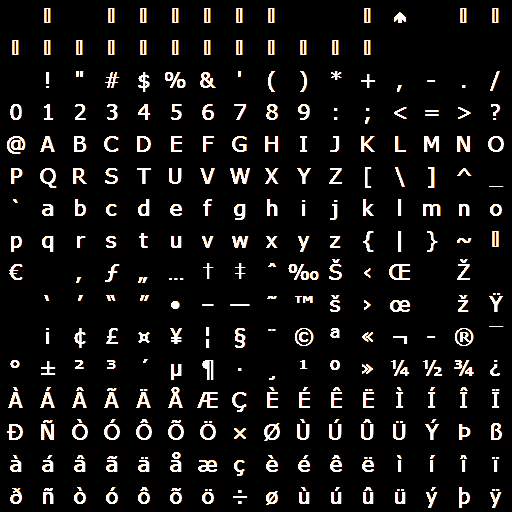 ♠
! " # $ % & ' ( ) * + , - . /
0 1 2 3 4 5 6 7 8 9 : ; < = > ?
@ A B C D E F G H I J K L M N O
P Q R S T U V W X Y Z [ \ ] ^ _
` a b c d e f g h i j k l m n o
p q r s t u v w x y z { | } ~
€ ‚ ƒ „ … † ‡ ˆ ‰ Š ‹ Œ Ž
‘ ’ “ ” • – — ˜ ™ š › œ ž Ÿ
¡ ¢ £ ¤ ¥ ¦ § ¨ © ª « ¬ - ® ¯
° ± ² ³ ´ µ ¶ · ¸ ¹ º » ¼ ½ ¾ ¿
À Á Â Ã Ä Å Æ Ç È É Ê Ë Ì Í Î Ï
Ð Ñ Ò Ó Ô Õ Ö × Ø Ù Ú Û Ü Ý Þ ß
à á â ã ä å æ ç è é ê ë ì í î ï
ð ñ ò ó ô õ ö ÷ ø ù ú û ü ý þ ÿ